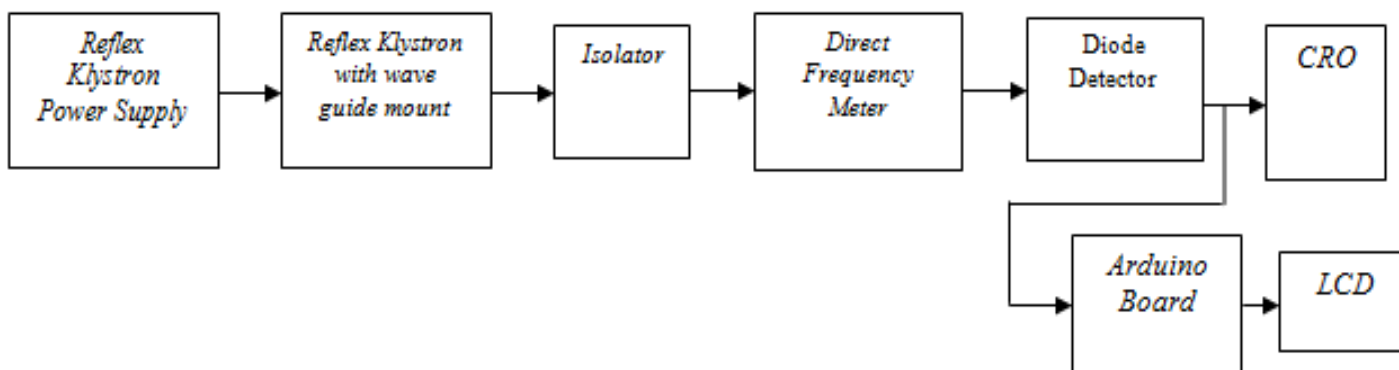 Reflex
Klystron
Power Supply
Reflex Klystron
with wave
guide mount
Isolator
Direct
Frequency
Meter
Diode
Detector
CRO
Arduino
Board
LCD